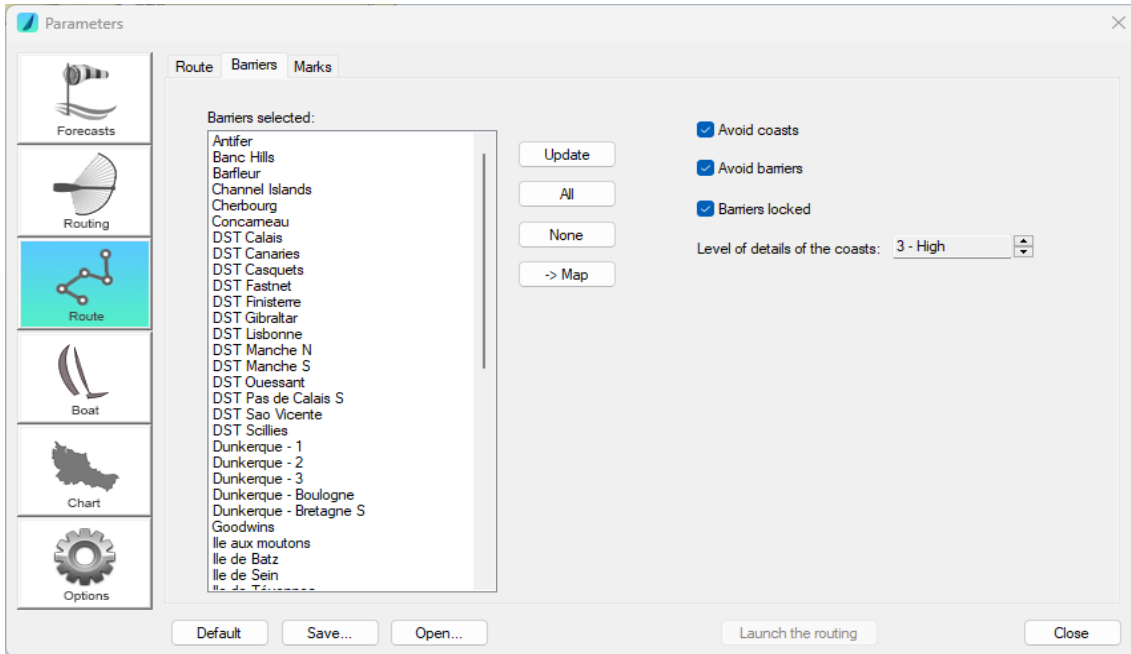 Parameters
Forecasts
Routing
Route
Boat
Chart
Options
Route Barriers Marks
Barriers selected:
Antifer
Banc Hills
Barfleur
Channel Islands
Cherbourg
Concarneau
DST Calais
DST Canaries
DST Casquets
DST Fastnet
DST Finisterre
DST Gibraltar
DST Lisbonne
DST Manche N
DST Manche S
DST Ouessant
DST Pas de Calais S
DST Sao Vicente
DST Scillies
Dunkerque - 1
Dunkerque - 2
Dunkerque - 3
Dunkerque - Boulogne
Dunkerque - Bretagne S
Goodwins
Ile aux moutons
Ile de Batz
Ile de Sein
Update
All
None
-> Map
Avoid coasts
Avoid barriers
Barriers locked
Level of details of the coasts: 3 - High
Default Save... Open... Launch the routing Close